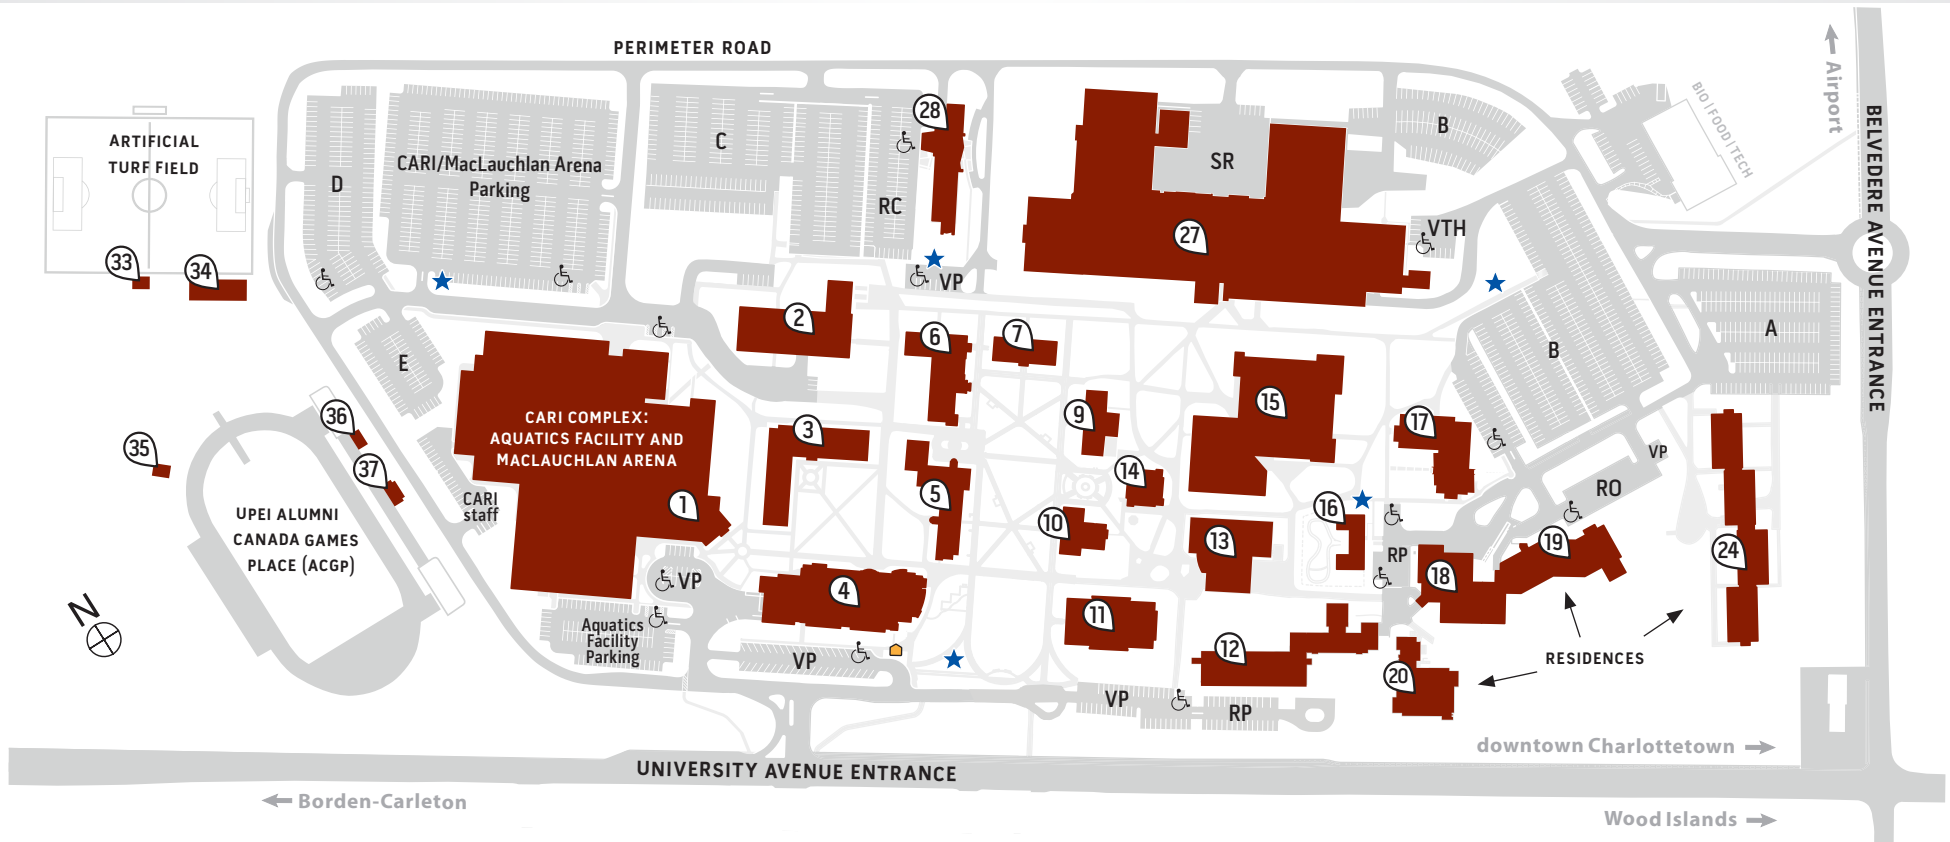 PERIMETER ROAD
Airport
BELVEDERE AVENUE ENTRANCE
BIO | FOOD | TECH
ARTIFICIAL
TURF FIELD
D
CARI/MacLauchlan Arena
Parking
C
RC
28
SR
27
B
VTH
33
34
VP
A
B
E
2
6
7
CARI COMPLEX:
AQUATICS FACILITY AND
MACLAUCHLAN ARENA
3
9
15
17
36
35
37
CARI
staff
1
5
14
10
16
VP
RO
UPEI ALUMNI
CANADA GAMES
PLACE (ACGP)
13
RP
19
24
18
N
VP
4
11
Aquatics
Facility
Parking
VP
12
20
RESIDENCES
VP
RP
downtown Charlottetown
UNIVERSITY AVENUE ENTRANCE
Borden-Carleton
Wood Islands